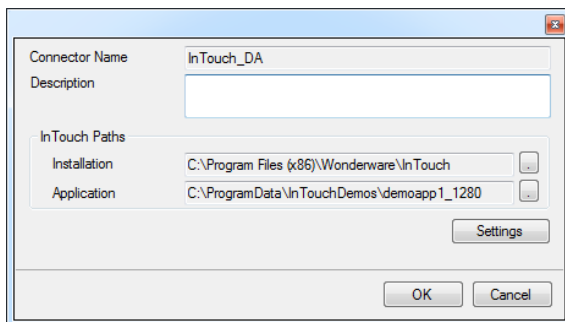 Connector Name InTouch_DA
Description
InTouch Paths
Installation C:\Program Files (x86)\Wonderware\InTouch .
Application C:\ProgramData\InTouchDemos\demoapp1_1280 .
Settings
OK Cancel